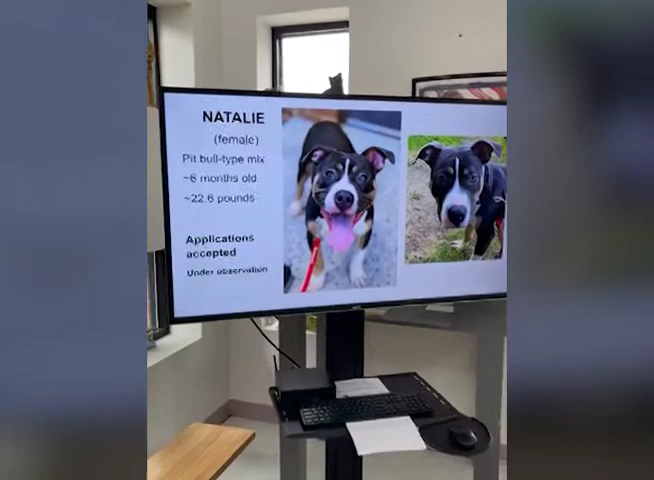 NATALIE
(female)
Pit bull-type mix
~6 months old
~22.6 pounds
Applications
accepted
Under observation